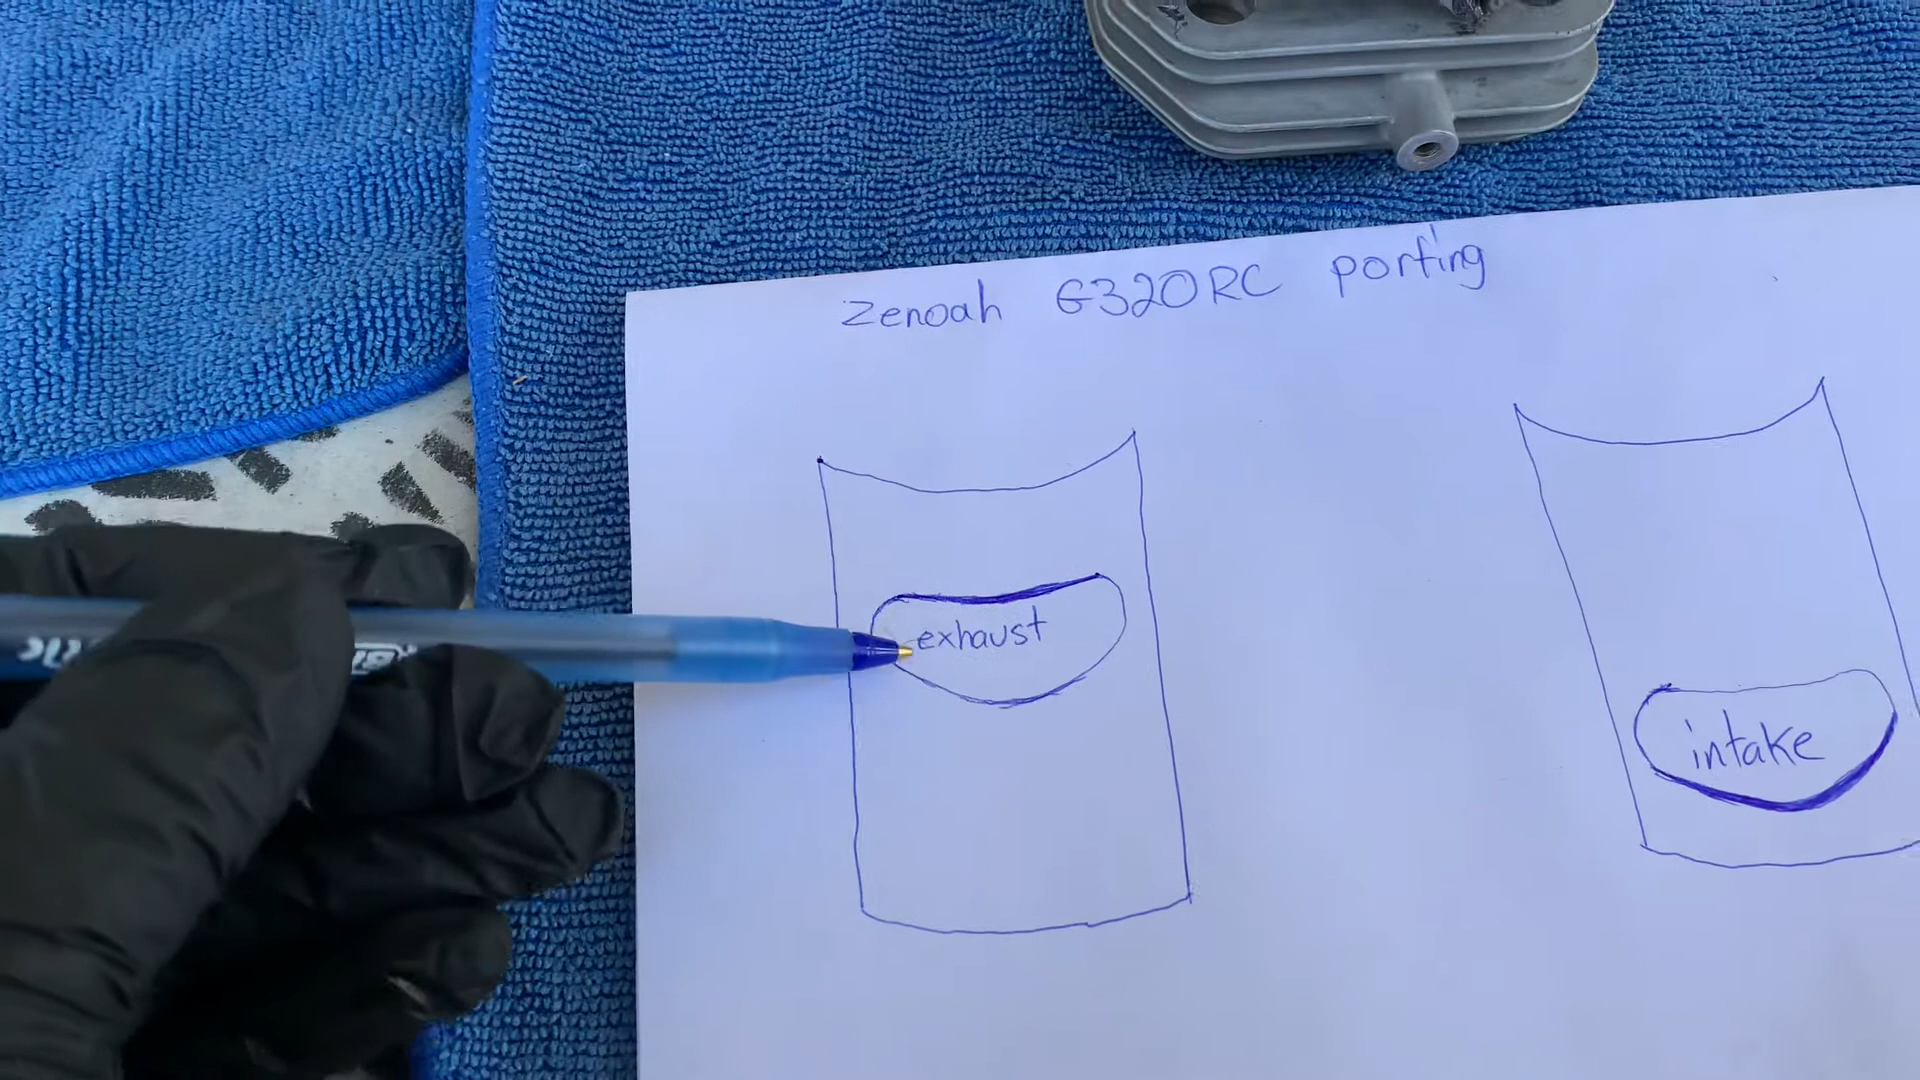 Zenoah G320RC porting
exhaust
intake